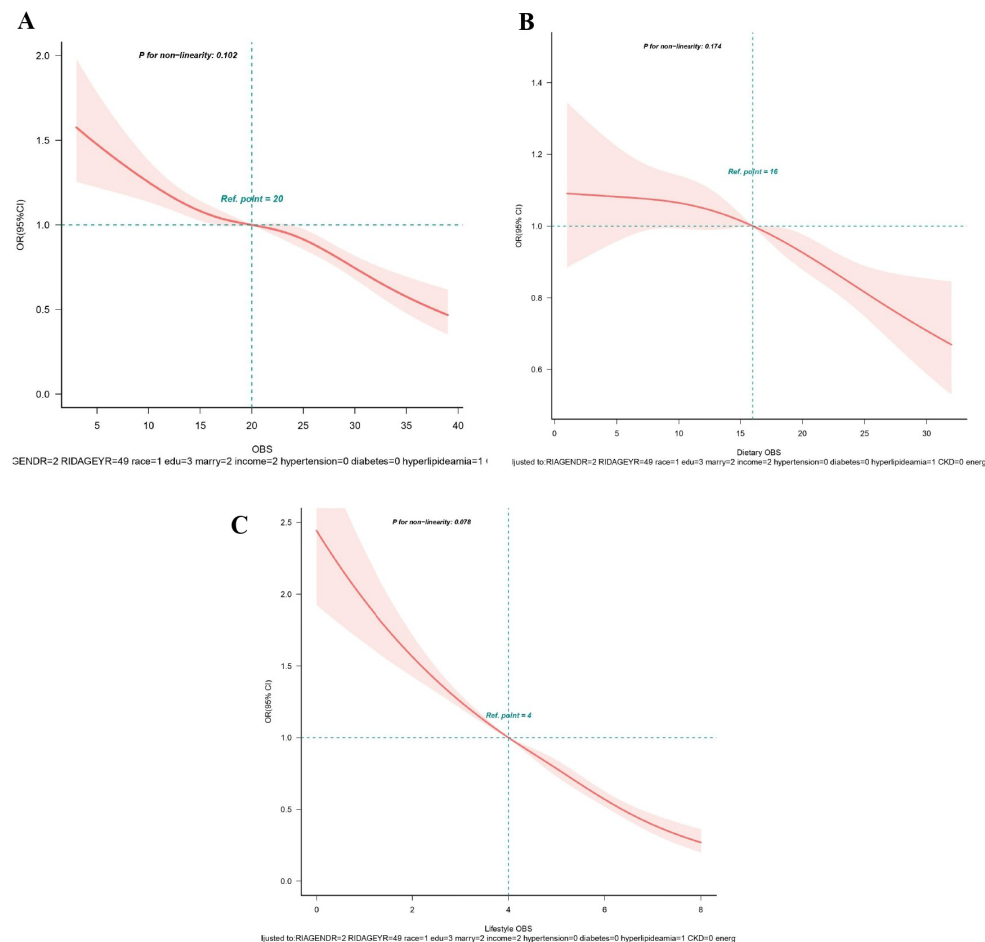 A
P for non−linearity: 0.102
Ref. point = 20
OR(95%CI)
2.0
1.5
1.0
0.5
0.0
5 10 15 20 25 30 35 40
OBS
GENDR=2 RIDAGEYR=49 race=1 edu=3 marry=2 income=2 hypertension=0 diabetes=0 hyperlipideamia=1
B
P for non−linearity: 0.174
Ref. point = 16
OR(95% CI)
1.4
1.2
1.0
0.8
0.6
0 5 10 15 20 25 30
Dietary OBS
ljusted to:RIAGENDR=2 RIDAGEYR=49 race=1 edu=3 marry=2 income=2 hypertension=0 diabetes=0 hyperlipideamia=1 CKD=0 energ
C
P for non−linearity: 0.078
Ref. point = 4
OR(95% CI)
2.5
2.0
1.5
1.0
0.5
0.0
0 2 4 6 8
Lifestyle OBS
ljusted to:RIAGENDR=2 RIDAGEYR=49 race=1 edu=3 marry=2 income=2 hypertension=0 diabetes=0 hyperlipideamia=1 CKD=0 energ